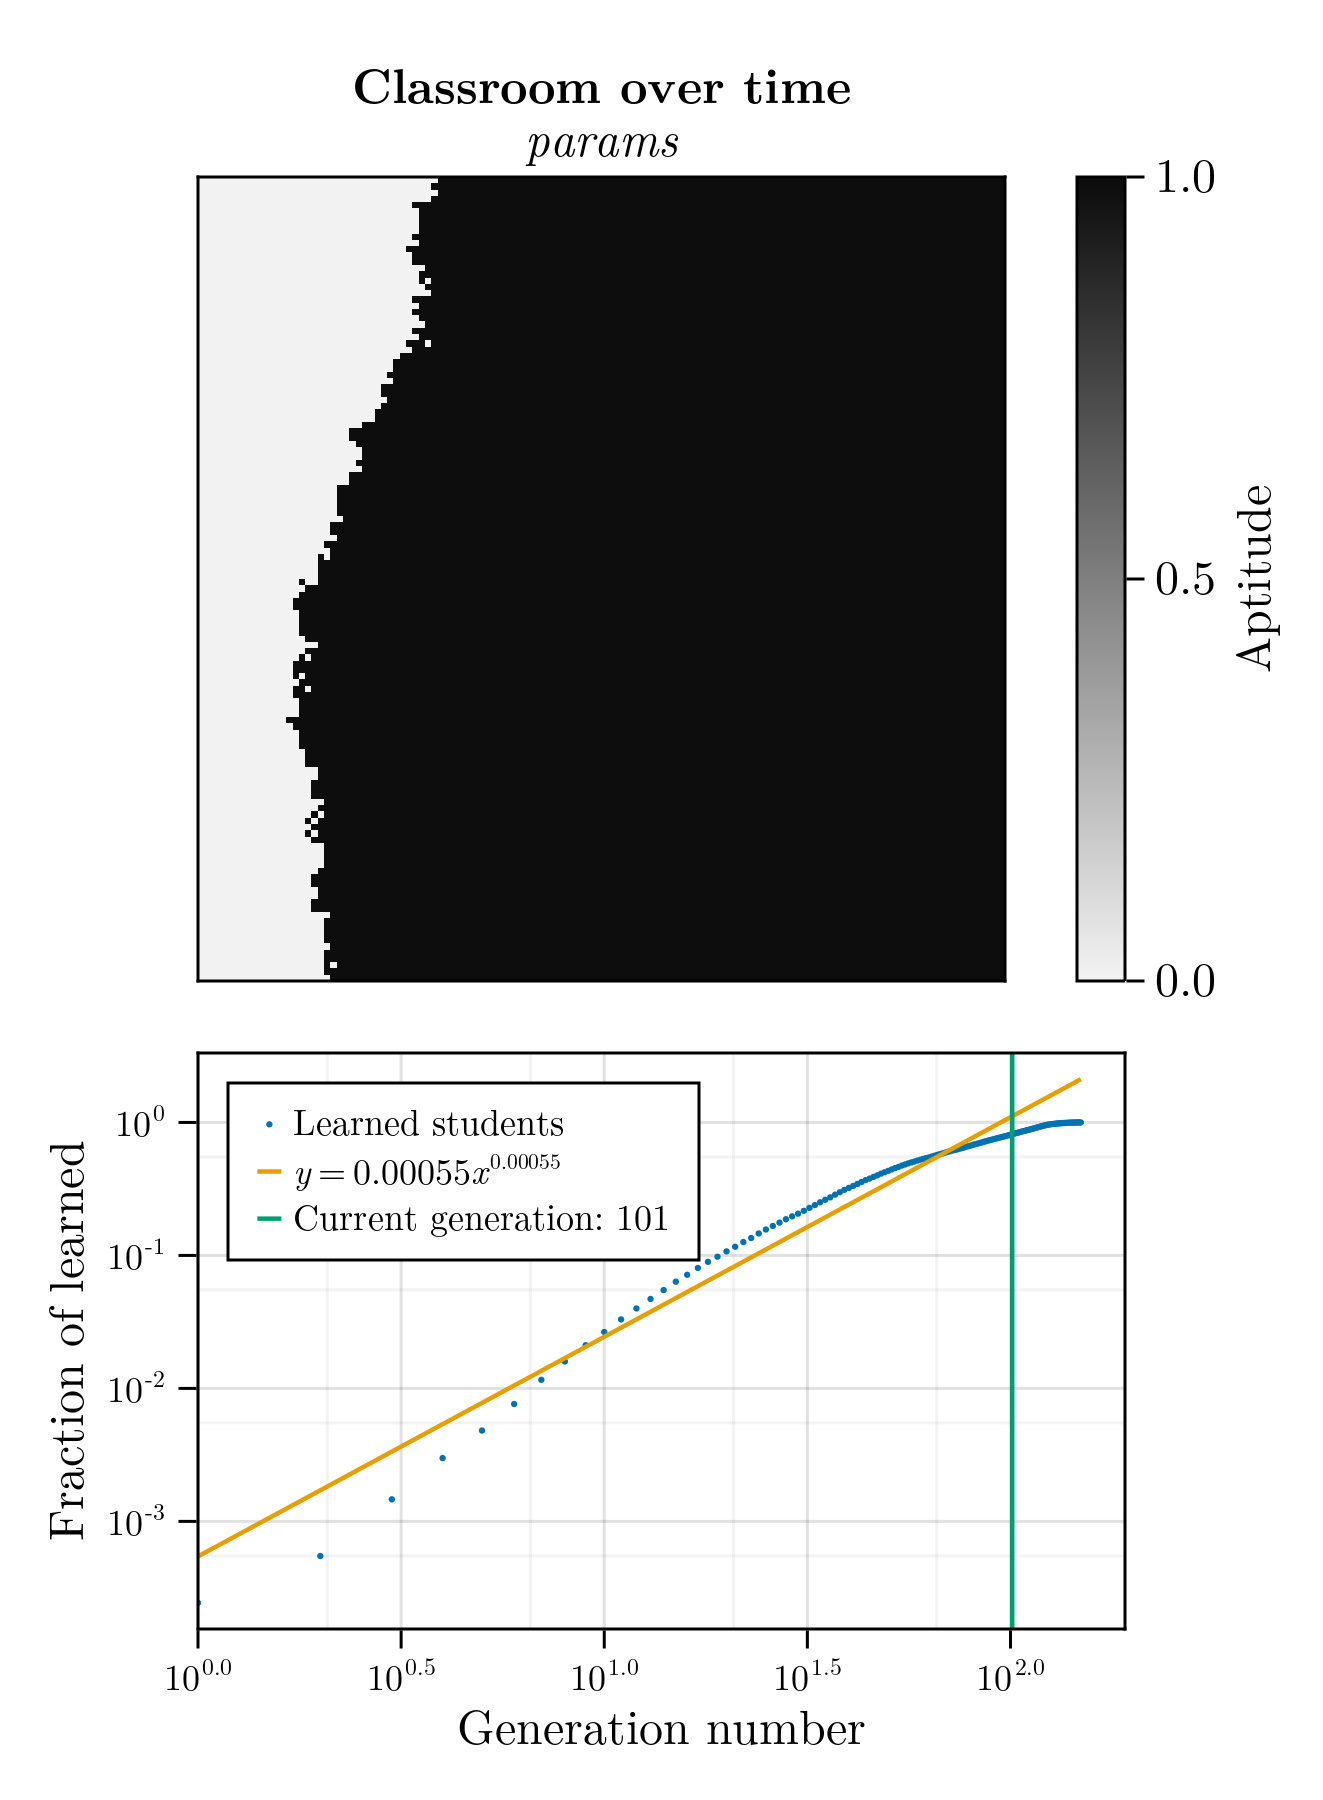 Classroom over time
params
1.0
0.5
0.0
Aptitude
Learned students
y = 0.00055x^0.00055
Current generation: 101
10^0
10^-1
10^-2
10^-3
Fraction of learned
10^0.0 10^0.5 10^1.0 10^1.5 10^2.0
Generation number